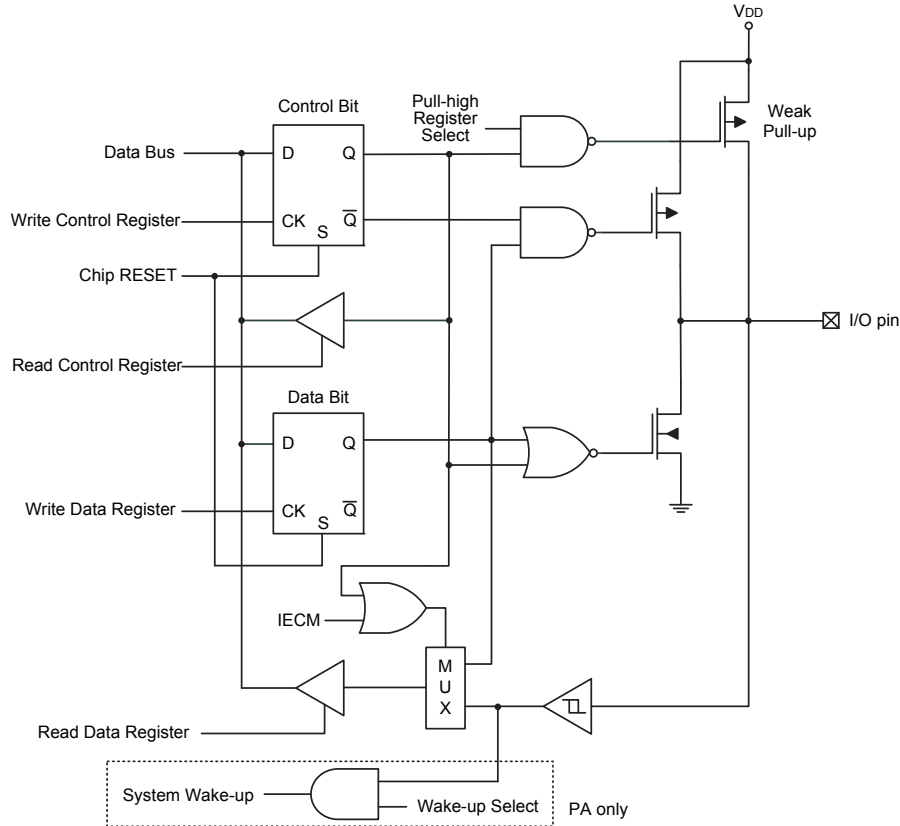 VDD
Control Bit
Pull-high
Register
Select
Weak
Pull-up
Data Bus
D
Q
Write Control Register
CK
Q̅
S
Chip RESET
I/O pin
Read Control Register
Data Bit
D
Q
Write Data Register
CK
Q̅
S
IECM
M
U
X
Read Data Register
System Wake-up
Wake-up Select
PA only